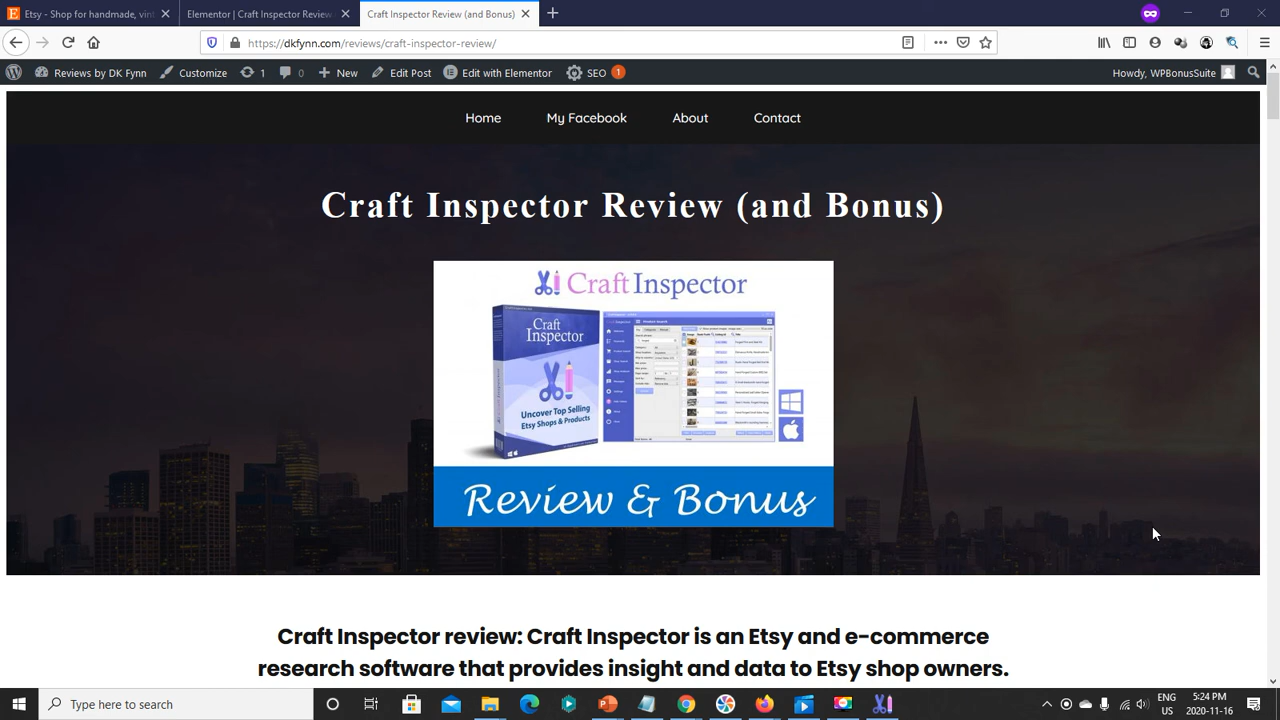 Etsy - Shop for handmade, vint
Elementor | Craft Inspector Review
Craft Inspector Review (and Bonus)
https://dkfynn.com/reviews/craft-inspector-review/
Reviews by DK Fynn
Customize
1
0
New
Edit Post
Edit with Elementor
SEO
1
Howdy, WPBonusSuite
Home
My Facebook
About
Contact
Craft Inspector Review (and Bonus)
Craft Inspector
Craft
Inspector
Uncover Top Selling
Etsy Shops & Products
Review & Bonus
Craft Inspector review: Craft Inspector is an Etsy and e-commerce
research software that provides insight and data to Etsy shop owners.
Type here to search
ENG
US
5:24 PM
2020-11-16